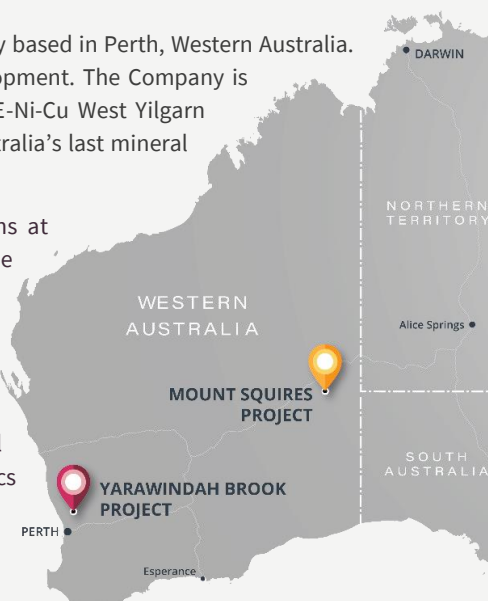 y based in Perth, Western Australia.
opment. The Company is
E-Ni-Cu West Yilgarn
tralia's last mineral
ns at
e
cs
DARWIN
NORTHERN
TERRITORY
WESTERN
AUSTRALIA
Alice Springs
MOUNT SQUIRES
PROJECT
SOUTH
AUSTRALIA
YARAWINDAH BROOK
PROJECT
PERTH
Esperance